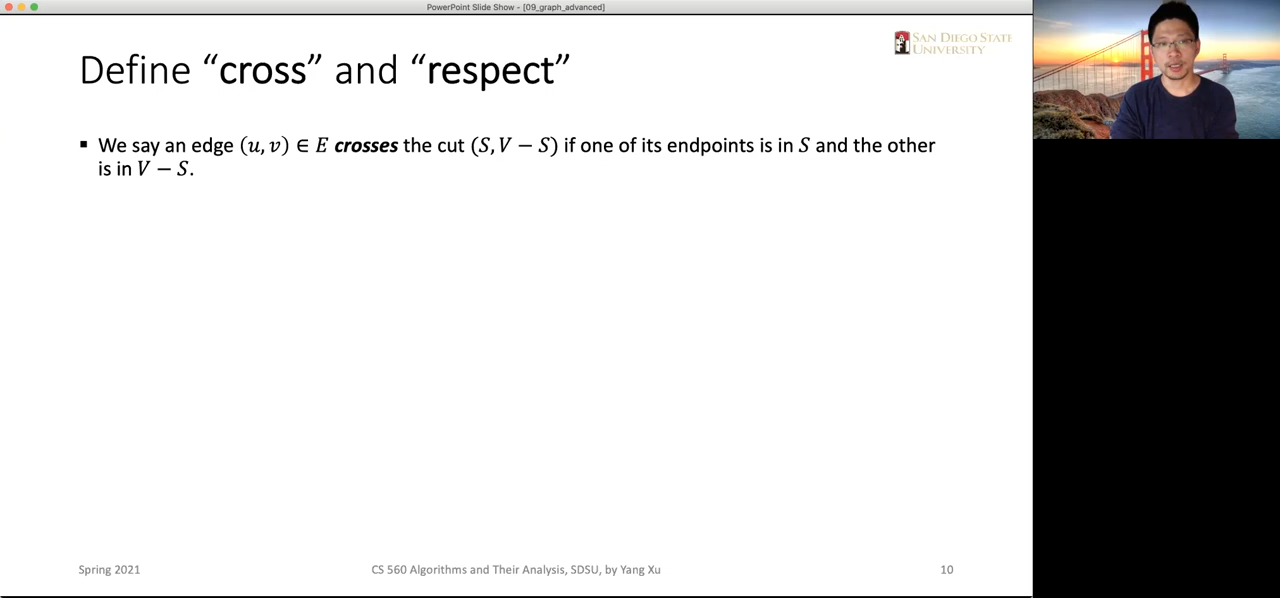 PowerPoint Slide Show - [09_graph_advanced]
SAN DIEGO STATE
UNIVERSITY
Define “cross” and “respect”
▪ We say an edge (u, v) ∈ E crosses the cut (S, V − S) if one of its endpoints is in S and the other
is in V − S.
Spring 2021
CS 560 Algorithms and Their Analysis, SDSU, by Yang Xu
10